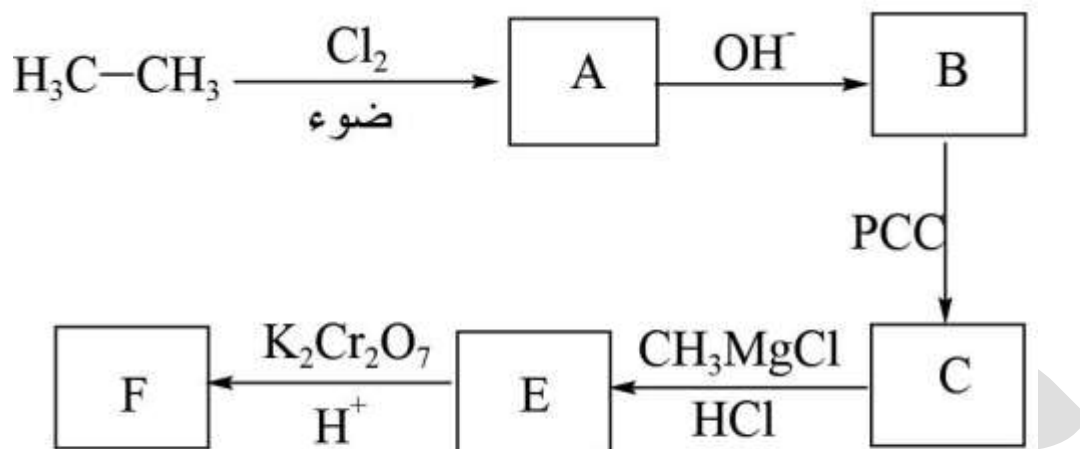 H₃C−CH₃ Cl₂ ضوء A OH⁻ B
PCC
F K₂Cr₂O₇ H⁺ E CH₃MgCl HCl C